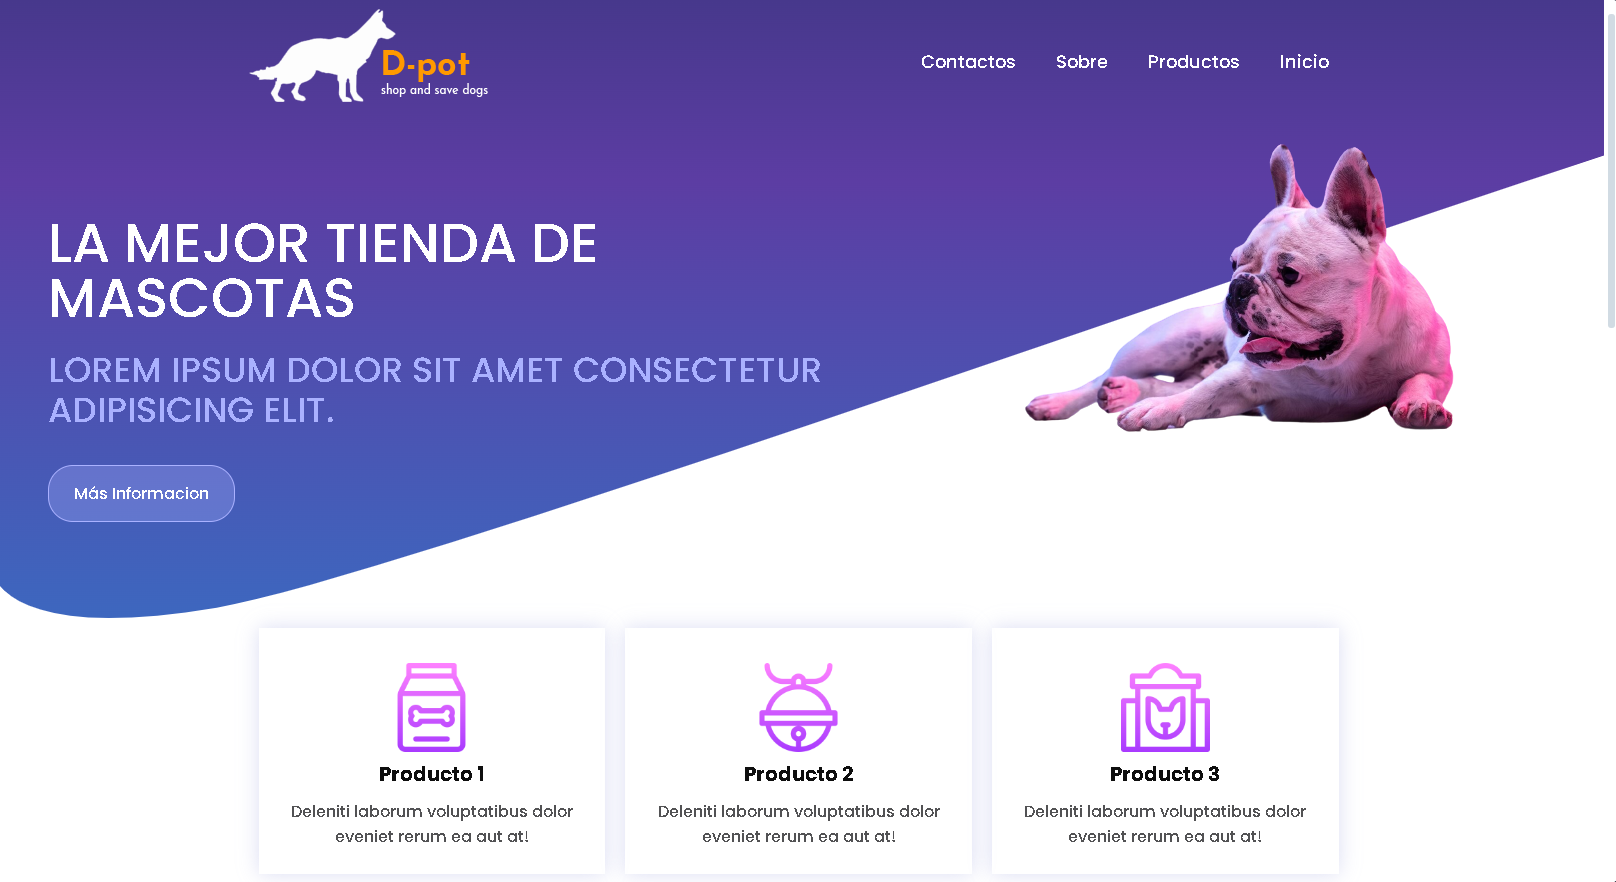 D-pot
shop and save dogs
Contactos
Sobre
Productos
Inicio
LA MEJOR TIENDA DE
MASCOTAS
LOREM IPSUM DOLOR SIT AMET CONSECTETUR
ADIPISICING ELIT.
Más Informacion
Producto 1
Deleniti laborum voluptatibus dolor
eveniet rerum ea aut at!
Producto 2
Deleniti laborum voluptatibus dolor
eveniet rerum ea aut at!
Producto 3
Deleniti laborum voluptatibus dolor
eveniet rerum ea aut at!